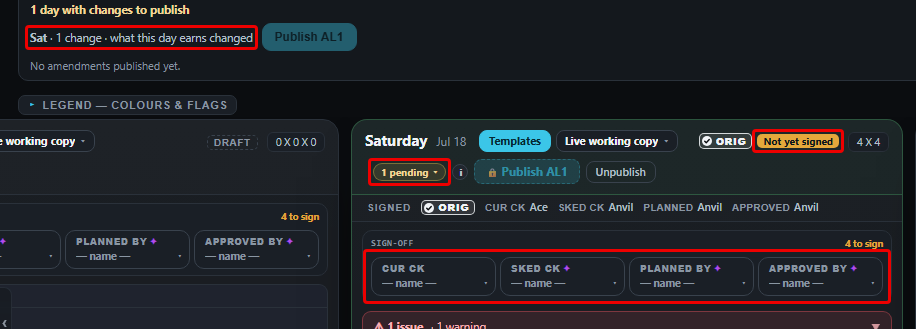 1 day with changes to publish
Sat · 1 change · what this day earns changed Publish AL1
No amendments published yet.
▸ LEGEND — COLOURS & FLAGS
e working copy DRAFT 0X0X0
4 to sign
✦ PLANNED BY ✦ APPROVED BY ✦
— name — — name —
Saturday Jul 18 Templates Live working copy ORIG Not yet signed 4X4
1 pending i Publish AL1 Unpublish
SIGNED ORIG CUR CK Ace SKED CK Anvil PLANNED Anvil APPROVED Anvil
SIGN-OFF 4 to sign
CUR CK SKED CK ✦ PLANNED BY ✦ APPROVED BY ✦
— name — — name — — name — — name —
⚠ 1 issue · 1 warning